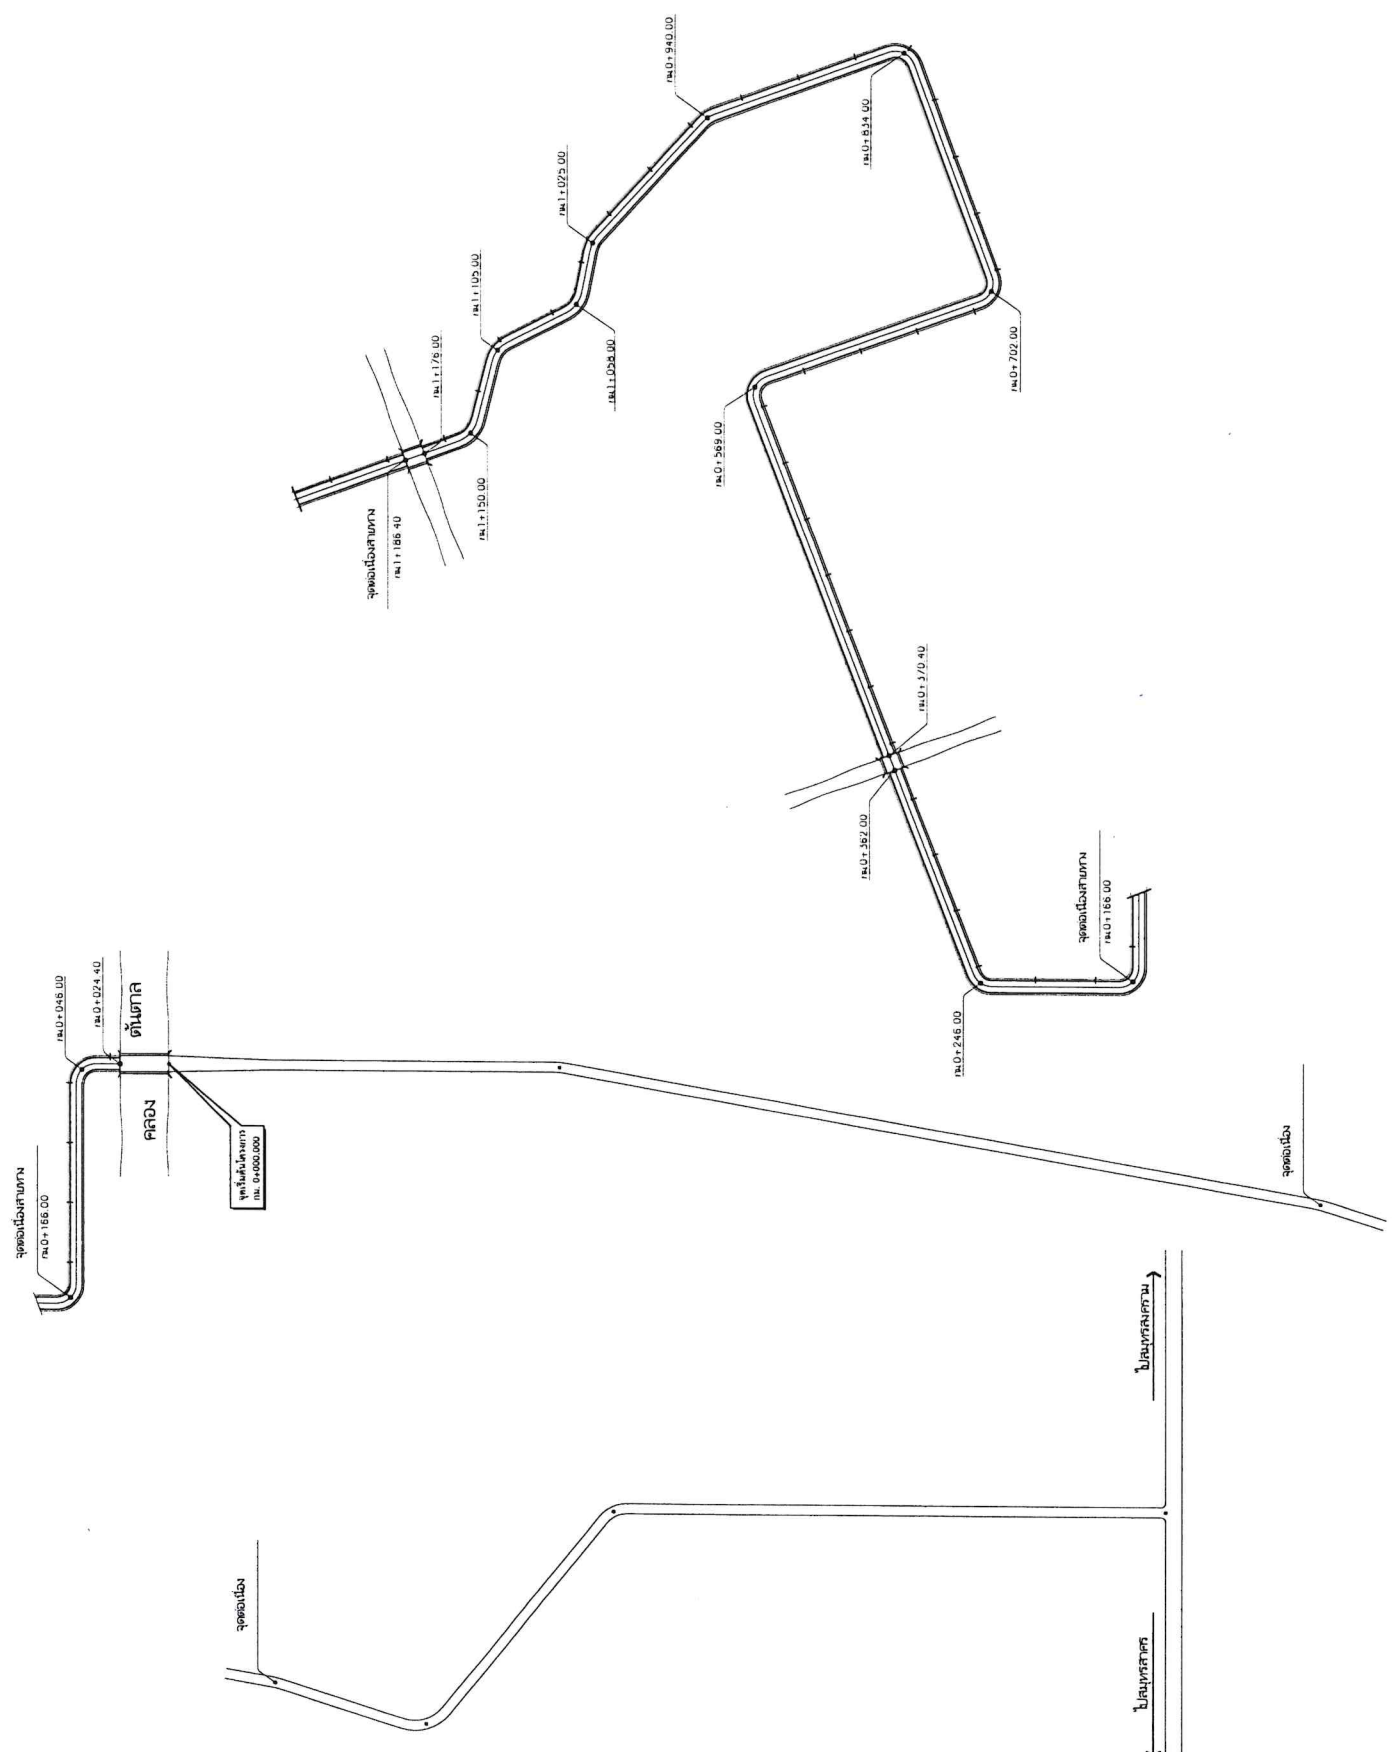 กม.0+940.00
กม.0+834.00
กม.1+025.00
กม.1+105.00
กม.1+176.00
กม.1+058.00
กม.0+702.00
กม.0+569.00
กม.1+150.00
จุดต่อเนื่องสายทาง
กม.1+186.40
กม.0+370.40
กม.0+362.00
จุดต่อเนื่องสายทาง
กม.0+166.00
กม.0+246.00
กม.0+046.00
กม.0+024.40
คลอง
ต้นตาล
จุดเริ่มต้นโครงการ
กม. 0+000.000
จุดต่อเนื่องสายทาง
กม.0+166.00
จุดต่อเนื่อง
ไปสมุทรสงคราม
จุดต่อเนื่อง
ไปสมุทรสาคร